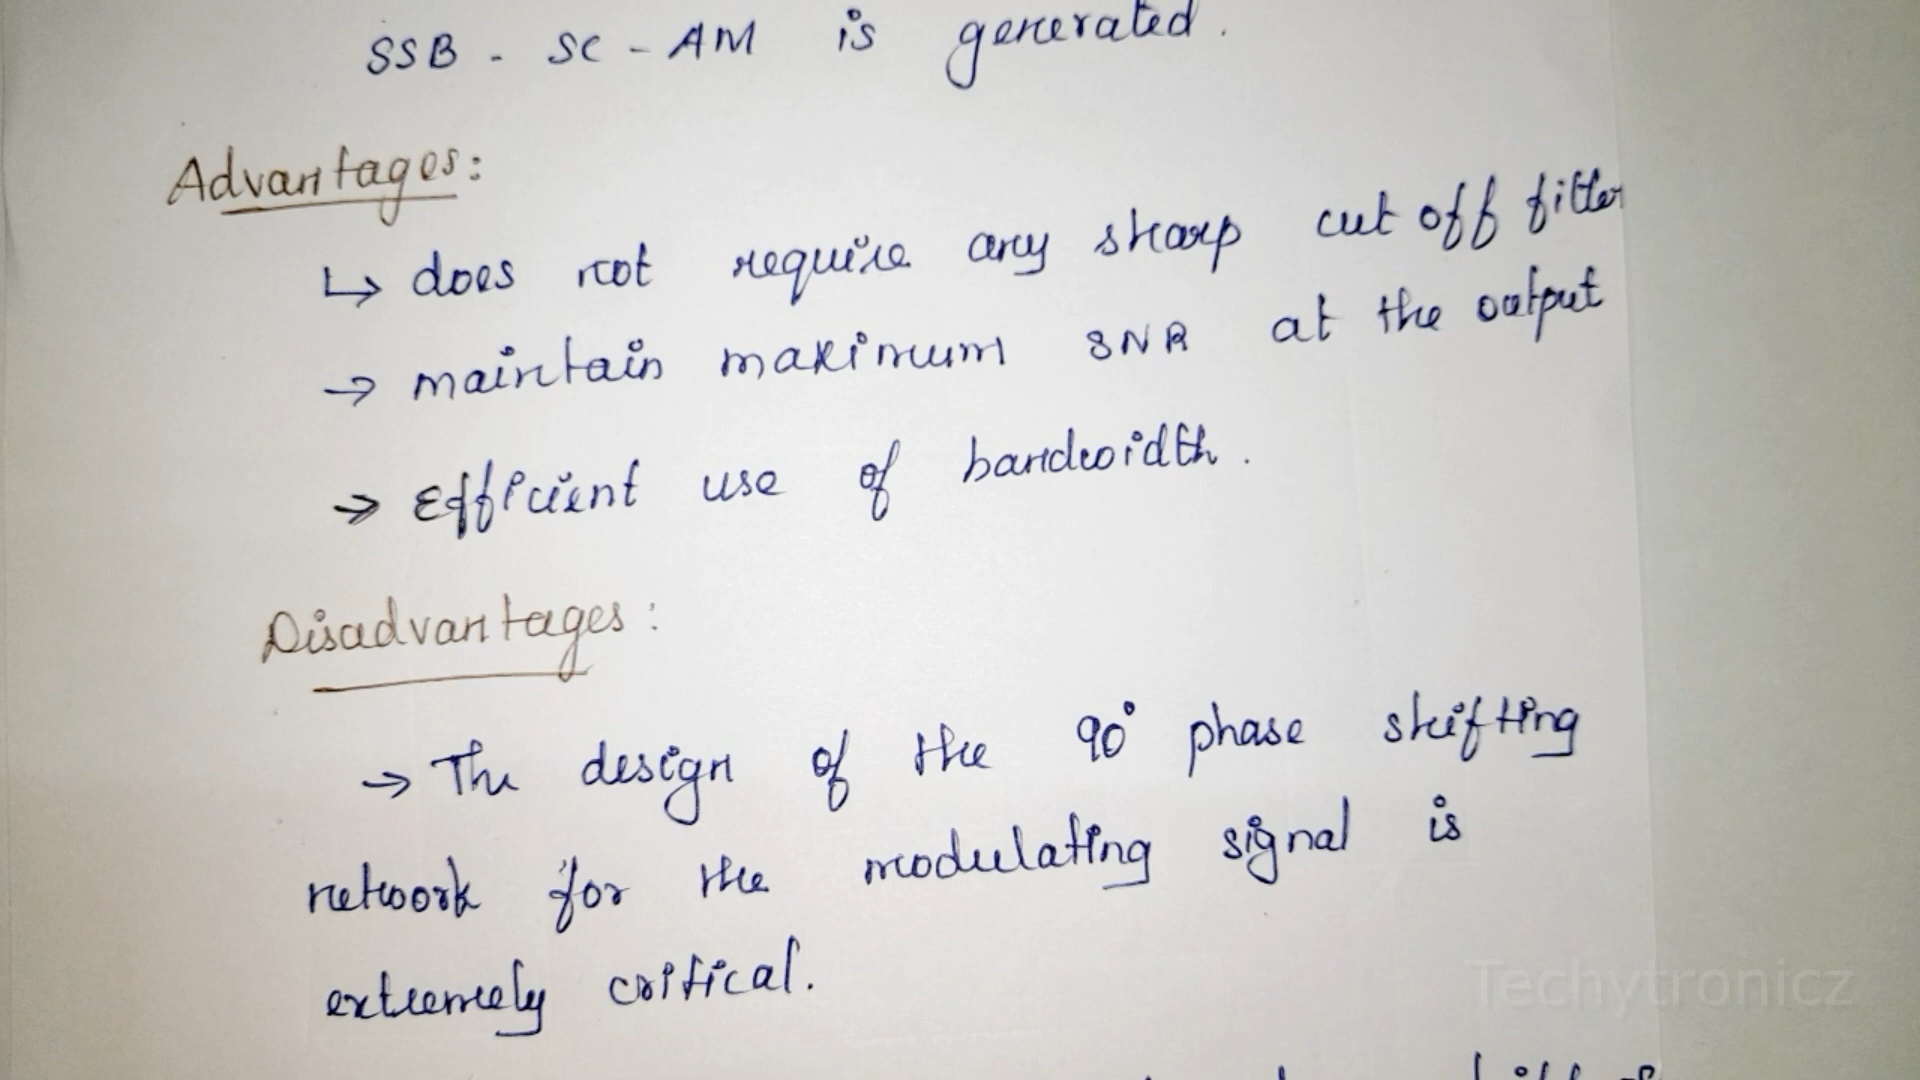 SSB - SC - AM is generated.
Advantages:
↳ does not require any sharp cut off filter
→ maintain maximum SNR at the output
→ Efficient use of bandwidth.
Disadvantages:
→ The design of the 90° phase shifting
network for the modulating signal is
extremely critical.
Techytronicz